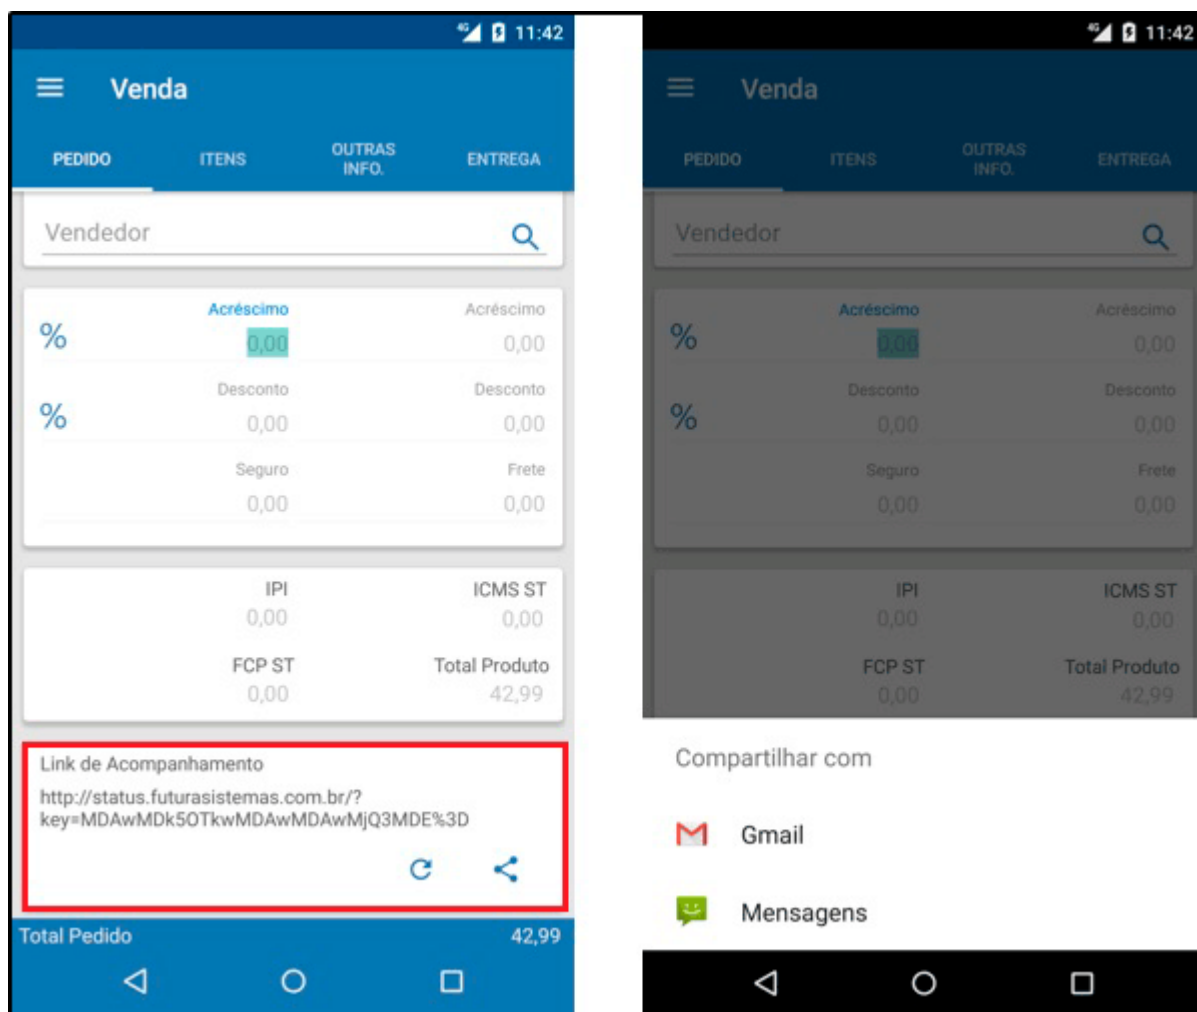 4G 11:42
Venda
PEDIDO ITENS OUTRAS INFO. ENTREGA
Vendedor
Acréscimo Acréscimo
% 0,00 0,00
Desconto Desconto
% 0,00 0,00
Seguro Frete
0,00 0,00
IPI ICMS ST
0,00 0,00
FCP ST Total Produto
0,00 42,99
Link de Acompanhamento
http://status.futurasistemas.com.br/?
key=MDAwMDk5OTkwMDAwMDAwMjQ3MDE%3D
Total Pedido 42,99
4G 11:42
Venda
PEDIDO ITENS OUTRAS INFO. ENTREGA
Vendedor
Acréscimo Acréscimo
% 0,00 0,00
Desconto Desconto
% 0,00 0,00
Seguro Frete
0,00 0,00
IPI ICMS ST
0,00 0,00
FCP ST Total Produto
0,00 42,99
Compartilhar com
Gmail
Mensagens